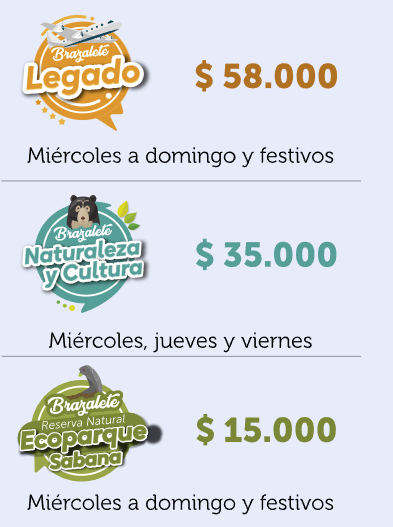 Brazalete
Legado
$ 58.000
Miércoles a domingo y festivos
Brazalete
Naturaleza
y Cultura
$ 35.000
Miércoles, jueves y viernes
Brazalete
Reserva Natural
Ecoparque
Sabana
$ 15.000
Miércoles a domingo y festivos